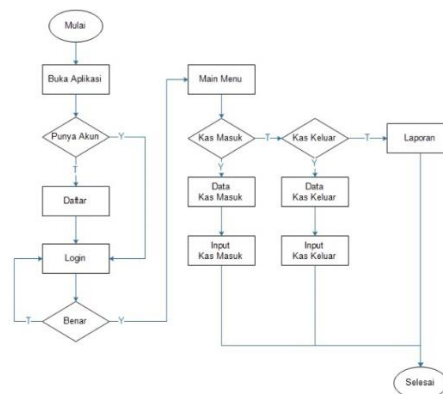 Mulai
Buka Aplikasi
Punya Akun
Y
T
Daftar
Login
Benar
T
Y
Main Menu
Kas Masuk
T
Kas Keluar
T
Laporan
Y
Y
Data
Kas Masuk
Data
Kas Keluar
Input
Kas Masuk
Input
Kas Keluar
Selesai